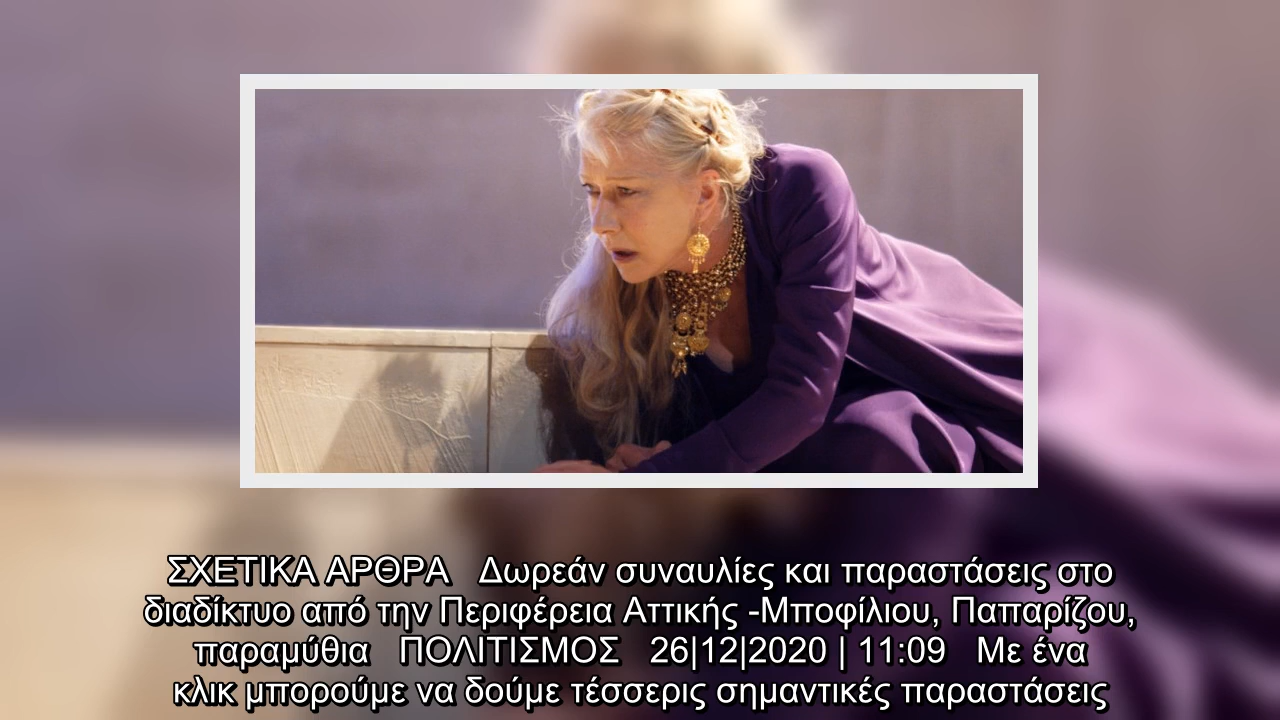 ΣΧΕΤΙΚΑ ΑΡΘΡΑ Δωρεάν συναυλίες και παραστάσεις στο
διαδίκτυο από την Περιφέρεια Αττικής -Μποφίλιου, Παπαρίζου,
παραμύθια ΠΟΛΙΤΙΣΜΟΣ 26|12|2020 | 11:09 Με ένα
κλικ μπορούμε να δούμε τέσσερις σημαντικές παραστάσεις